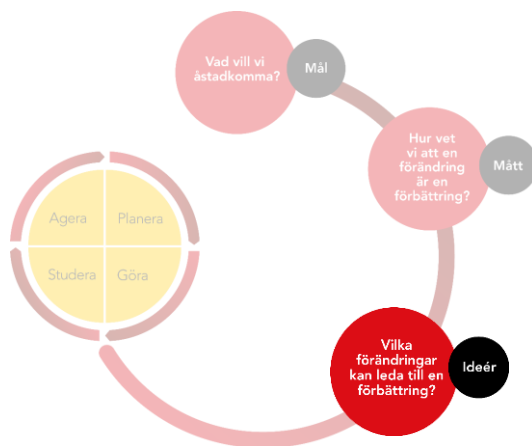 Vad vill vi
åstadkomma?
Mål
Hur vet
vi att en
förändring
är en
förbättring?
Mått
Agera
Planera
Studera
Göra
Vilka
förändringar
kan leda till en
förbättring?
Ideér